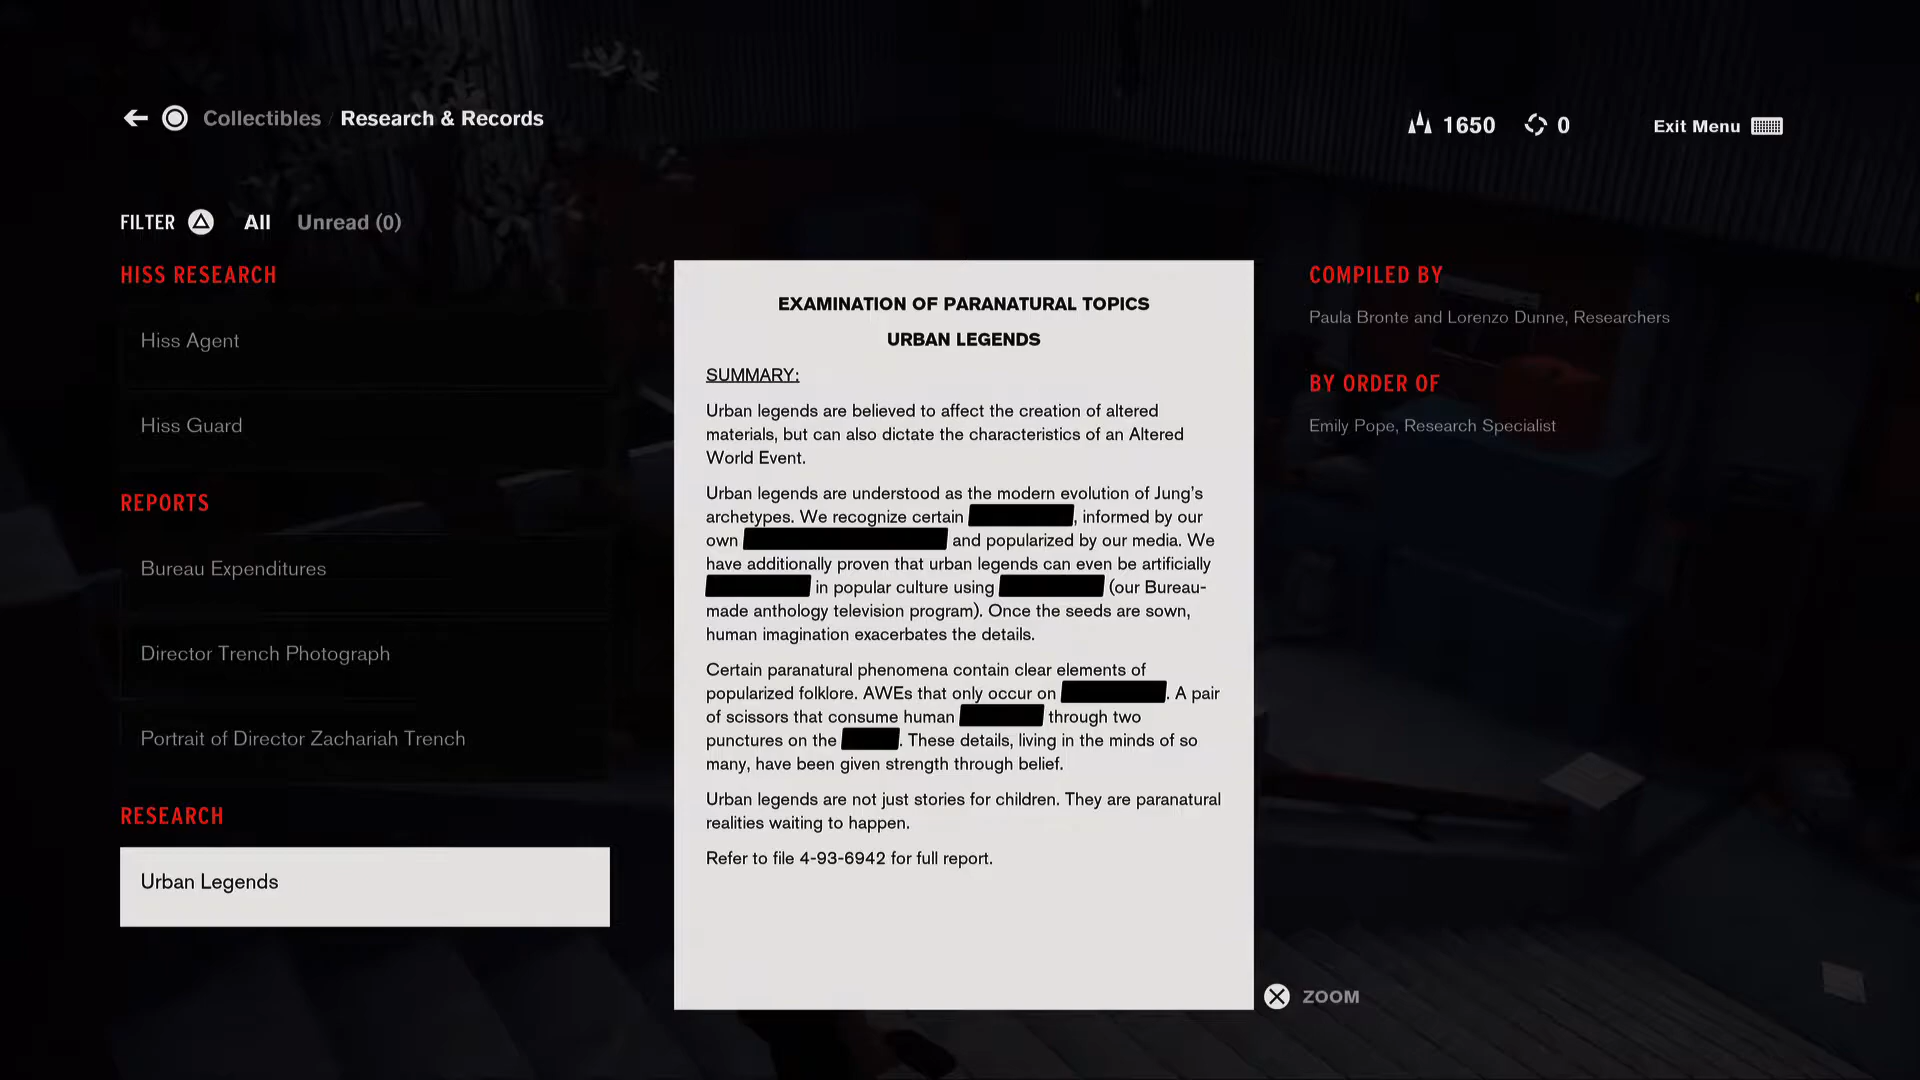 Collectibles / Research & Records
1650
0
Exit Menu
FILTER All Unread (0)
HISS RESEARCH
Hiss Agent
Hiss Guard
REPORTS
Bureau Expenditures
Director Trench Photograph
Portrait of Director Zachariah Trench
RESEARCH
Urban Legends
EXAMINATION OF PARANATURAL TOPICS
URBAN LEGENDS
SUMMARY:
Urban legends are believed to affect the creation of altered
materials, but can also dictate the characteristics of an Altered
World Event.
Urban legends are understood as the modern evolution of Jung's
archetypes. We recognize certain , informed by our
own and popularized by our media. We
have additionally proven that urban legends can even be artificially
in popular culture using (our Bureau-
made anthology television program). Once the seeds are sown,
human imagination exacerbates the details.
Certain paranatural phenomena contain clear elements of
popularized folklore. AWEs that only occur on . A pair
of scissors that consume human through two
punctures on the . These details, living in the minds of so
many, have been given strength through belief.
Urban legends are not just stories for children. They are paranatural
realities waiting to happen.
Refer to file 4-93-6942 for full report.
COMPILED BY
Paula Bronte and Lorenzo Dunne, Researchers
BY ORDER OF
Emily Pope, Research Specialist
ZOOM